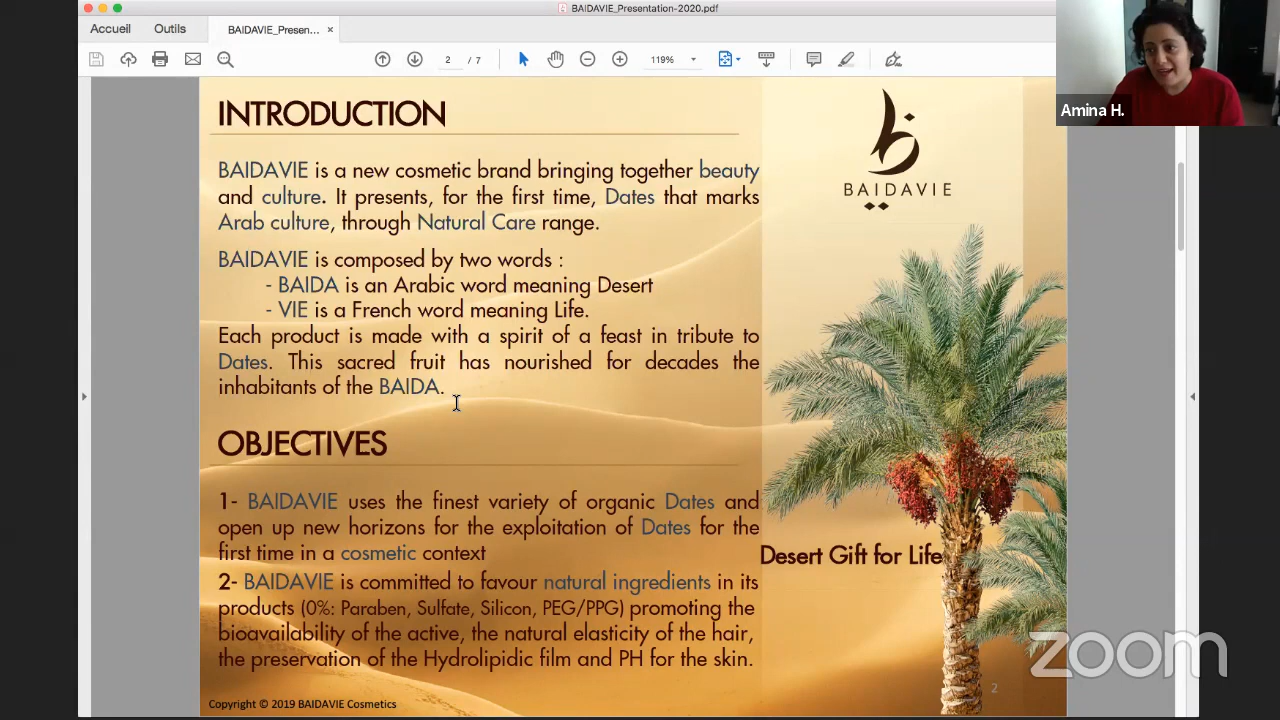 BAIDAVIE_Presentation-2020.pdf
Accueil Outils BAIDAVIE_Presen... ×
2 / 7 119%
Amina H.
INTRODUCTION
BAIDAVIE is a new cosmetic brand bringing together beauty
and culture. It presents, for the first time, Dates that marks
Arab culture, through Natural Care range.
BAIDAVIE is composed by two words :
- BAIDA is an Arabic word meaning Desert
- VIE is a French word meaning Life.
Each product is made with a spirit of a feast in tribute to
Dates. This sacred fruit has nourished for decades the
inhabitants of the BAIDA.
BAIDAVIE
OBJECTIVES
1- BAIDAVIE uses the finest variety of organic Dates and
open up new horizons for the exploitation of Dates for the
first time in a cosmetic context
2- BAIDAVIE is committed to favour natural ingredients in its
products (0%: Paraben, Sulfate, Silicon, PEG/PPG) promoting the
bioavailability of the active, the natural elasticity of the hair,
the preservation of the Hydrolipidic film and PH for the skin.
Desert Gift for Life
zoom
2
Copyright © 2019 BAIDAVIE Cosmetics